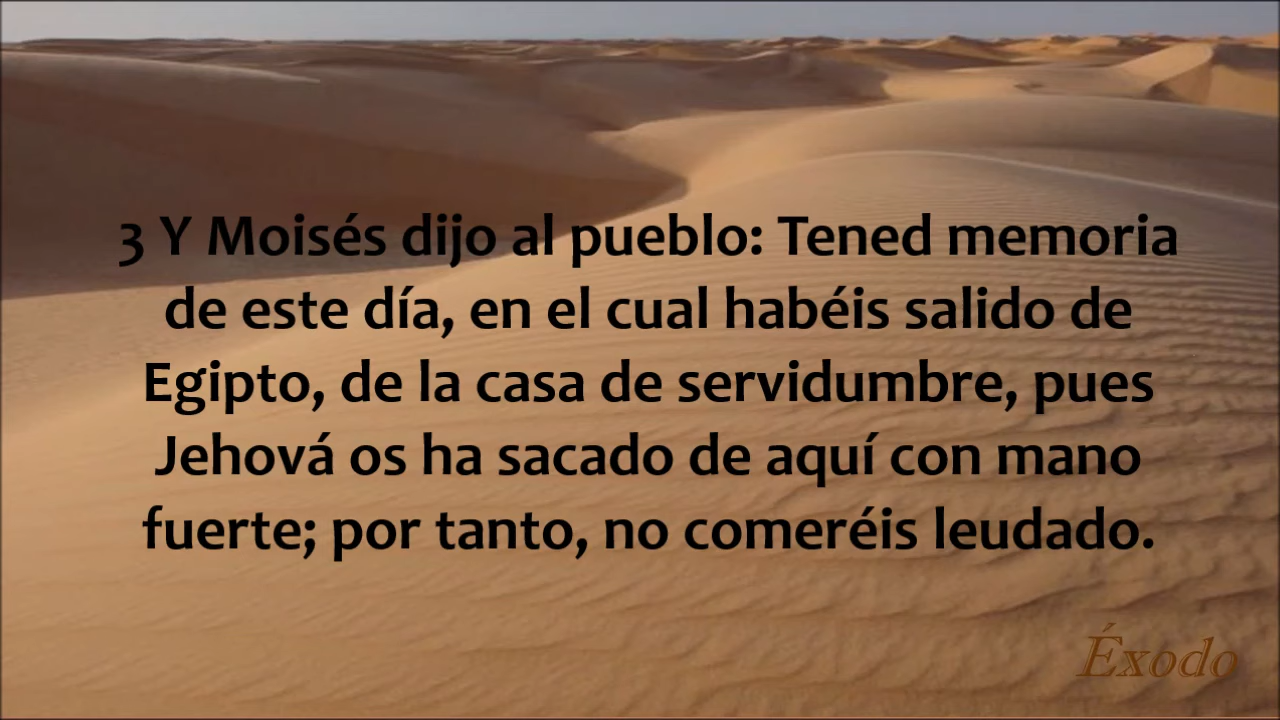 3 Y Moisés dijo al pueblo: Tened memoria
de este día, en el cual habéis salido de
Egipto, de la casa de servidumbre, pues
Jehová os ha sacado de aquí con mano
fuerte; por tanto, no comeréis leudado.
Éxodo